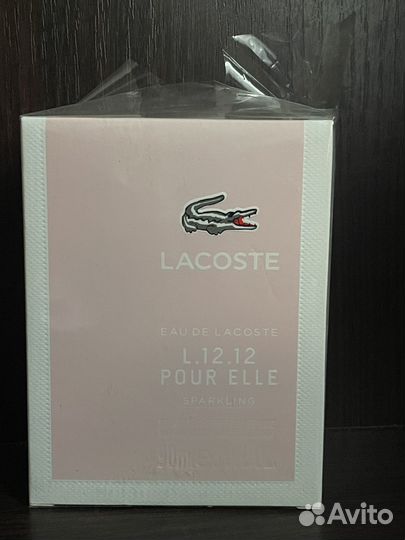 LACOSTE
EAU DE LACOSTE
L.12.12
POUR ELLE
SPARKLING
Avito